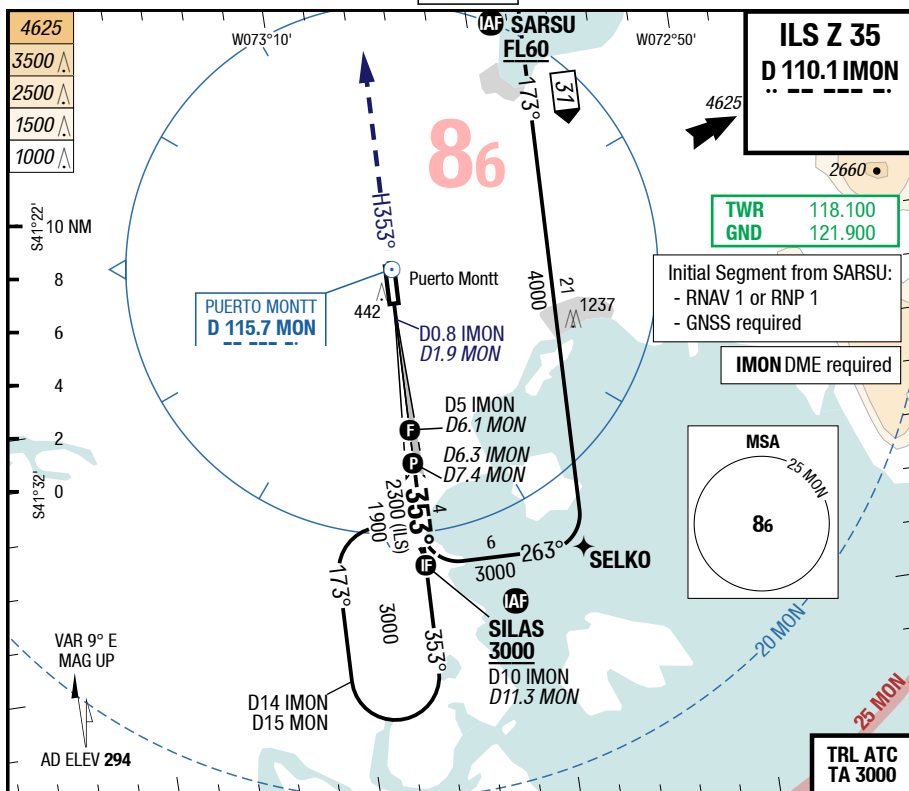 4625
3500
2500
1500
1000
W073°10'
IAF SARSU
FL60
W072°50'
ILS Z 35
D 110.1 IMON
173°
31
4625
86
2660
TWR 118.100
GND 121.900
H353°
S41°22'
10 NM
8
6
4
2
0
S41°32'
Puerto Montt
PUERTO MONTT
D 115.7 MON
442
D0.8 IMON
D1.9 MON
21
4000
1237
Initial Segment from SARSU:
- RNAV 1 or RNP 1
- GNSS required
IMON DME required
F
D5 IMON
D6.1 MON
P
D6.3 IMON
D7.4 MON
MSA
25 MON
86
353°
4
2300 (ILS)
1900
6
263°
3000
SELKO
IF
IAF
SILAS
3000
D10 IMON
D11.3 MON
173°
3000
353°
D14 IMON
D15 MON
20 MON
25 MON
VAR 9° E
MAG UP
AD ELEV 294
TRL ATC
TA 3000